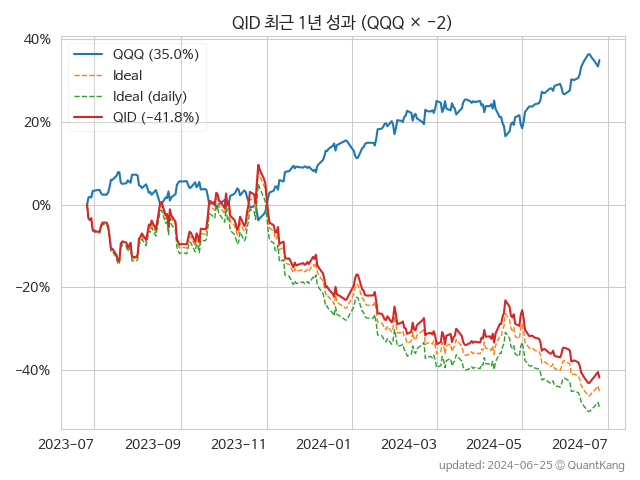 QID 최근 1년 성과 (QQQ × −2)
QQQ (35.0%)
Ideal
Ideal (daily)
QID (−41.8%)
40%
20%
0%
−20%
−40%
2023-07 2023-09 2023-11 2024-01 2024-03 2024-05 2024-07
updated: 2024-06-25 ⓒ QuantKang